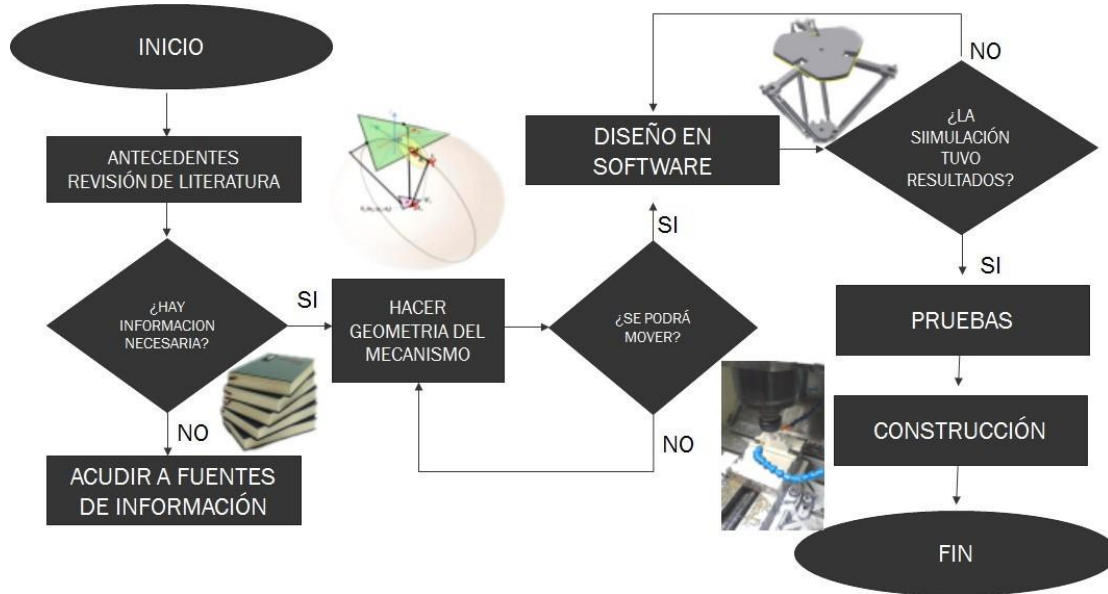 INICIO
ANTECEDENTES
REVISIÓN DE LITERATURA
¿HAY
INFORMACION
NECESARIA?
SI
NO
ACUDIR A FUENTES
DE INFORMACIÓN
HACER
GEOMETRIA DEL
MECANISMO
¿SE PODRÁ
MOVER?
SI
NO
DISEÑO EN
SOFTWARE
¿LA
SIIMULACIÓN
TUVO
RESULTADOS?
NO
SI
PRUEBAS
CONSTRUCCIÓN
FIN